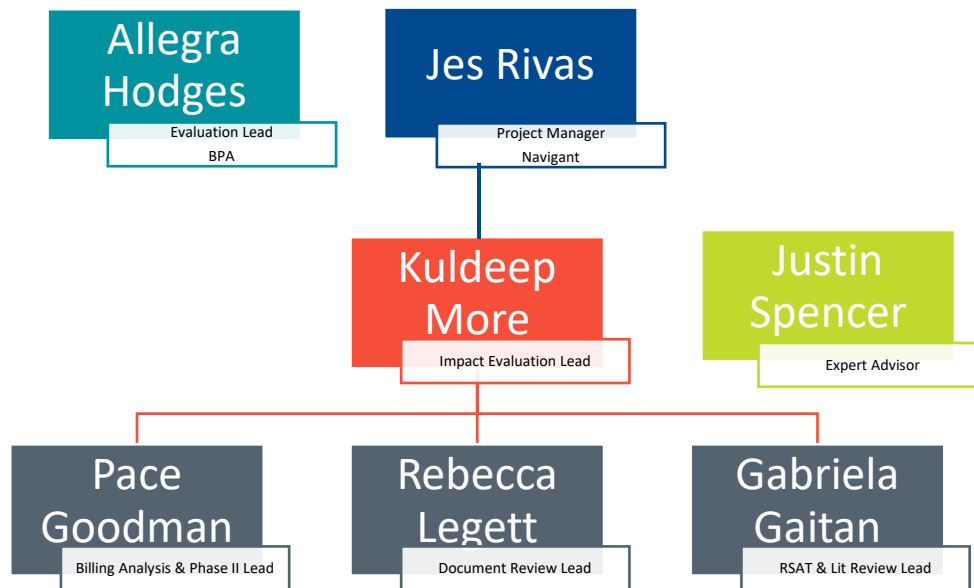 Allegra
Hodges
Evaluation Lead
BPA
Jes Rivas
Project Manager
Navigant
Kuldeep
More
Impact Evaluation Lead
Justin
Spencer
Expert Advisor
Pace
Goodman
Billing Analysis & Phase II Lead
Rebecca
Legett
Document Review Lead
Gabriela
Gaitan
RSAT & Lit Review Lead